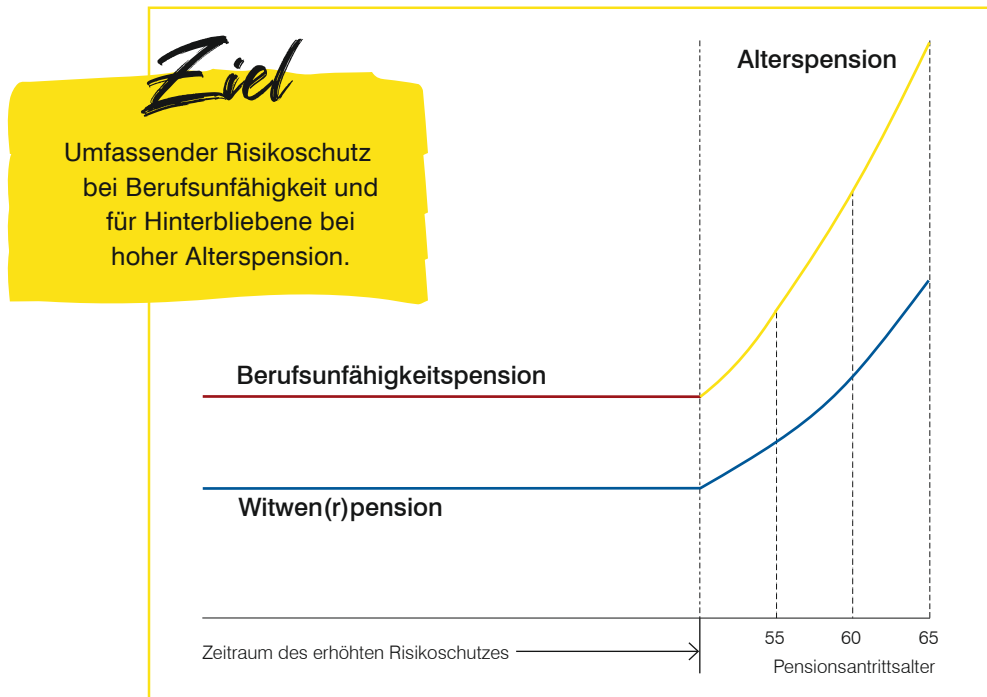 Ziel
Umfassender Risikoschutz
bei Berufsunfähigkeit und
für Hinterbliebene bei
hoher Alterspension.
Alterspension
Berufsunfähigkeitspension
Witwen(r)pension
55 60 65
Zeitraum des erhöhten Risikoschutzes
Pensionsantrittsalter